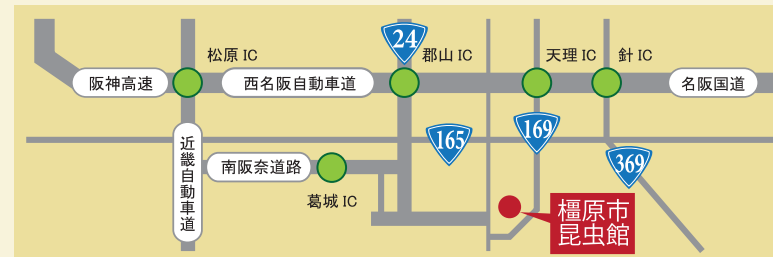 24
松原 IC
郡山 IC
天理 IC
針 IC
阪神高速
西名阪自動車道
名阪国道
165
169
近畿自動車道
南阪奈道路
369
葛城 IC
橿原市
昆虫館